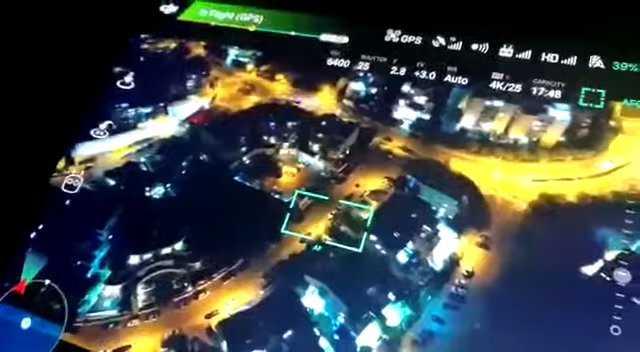 In Flight (GPS)
GPS HD 39%
ISO SHUTTER F EV WB CAPACITY
6400 25 2.8 +3.0 Auto 4K/25 17:48
AFC